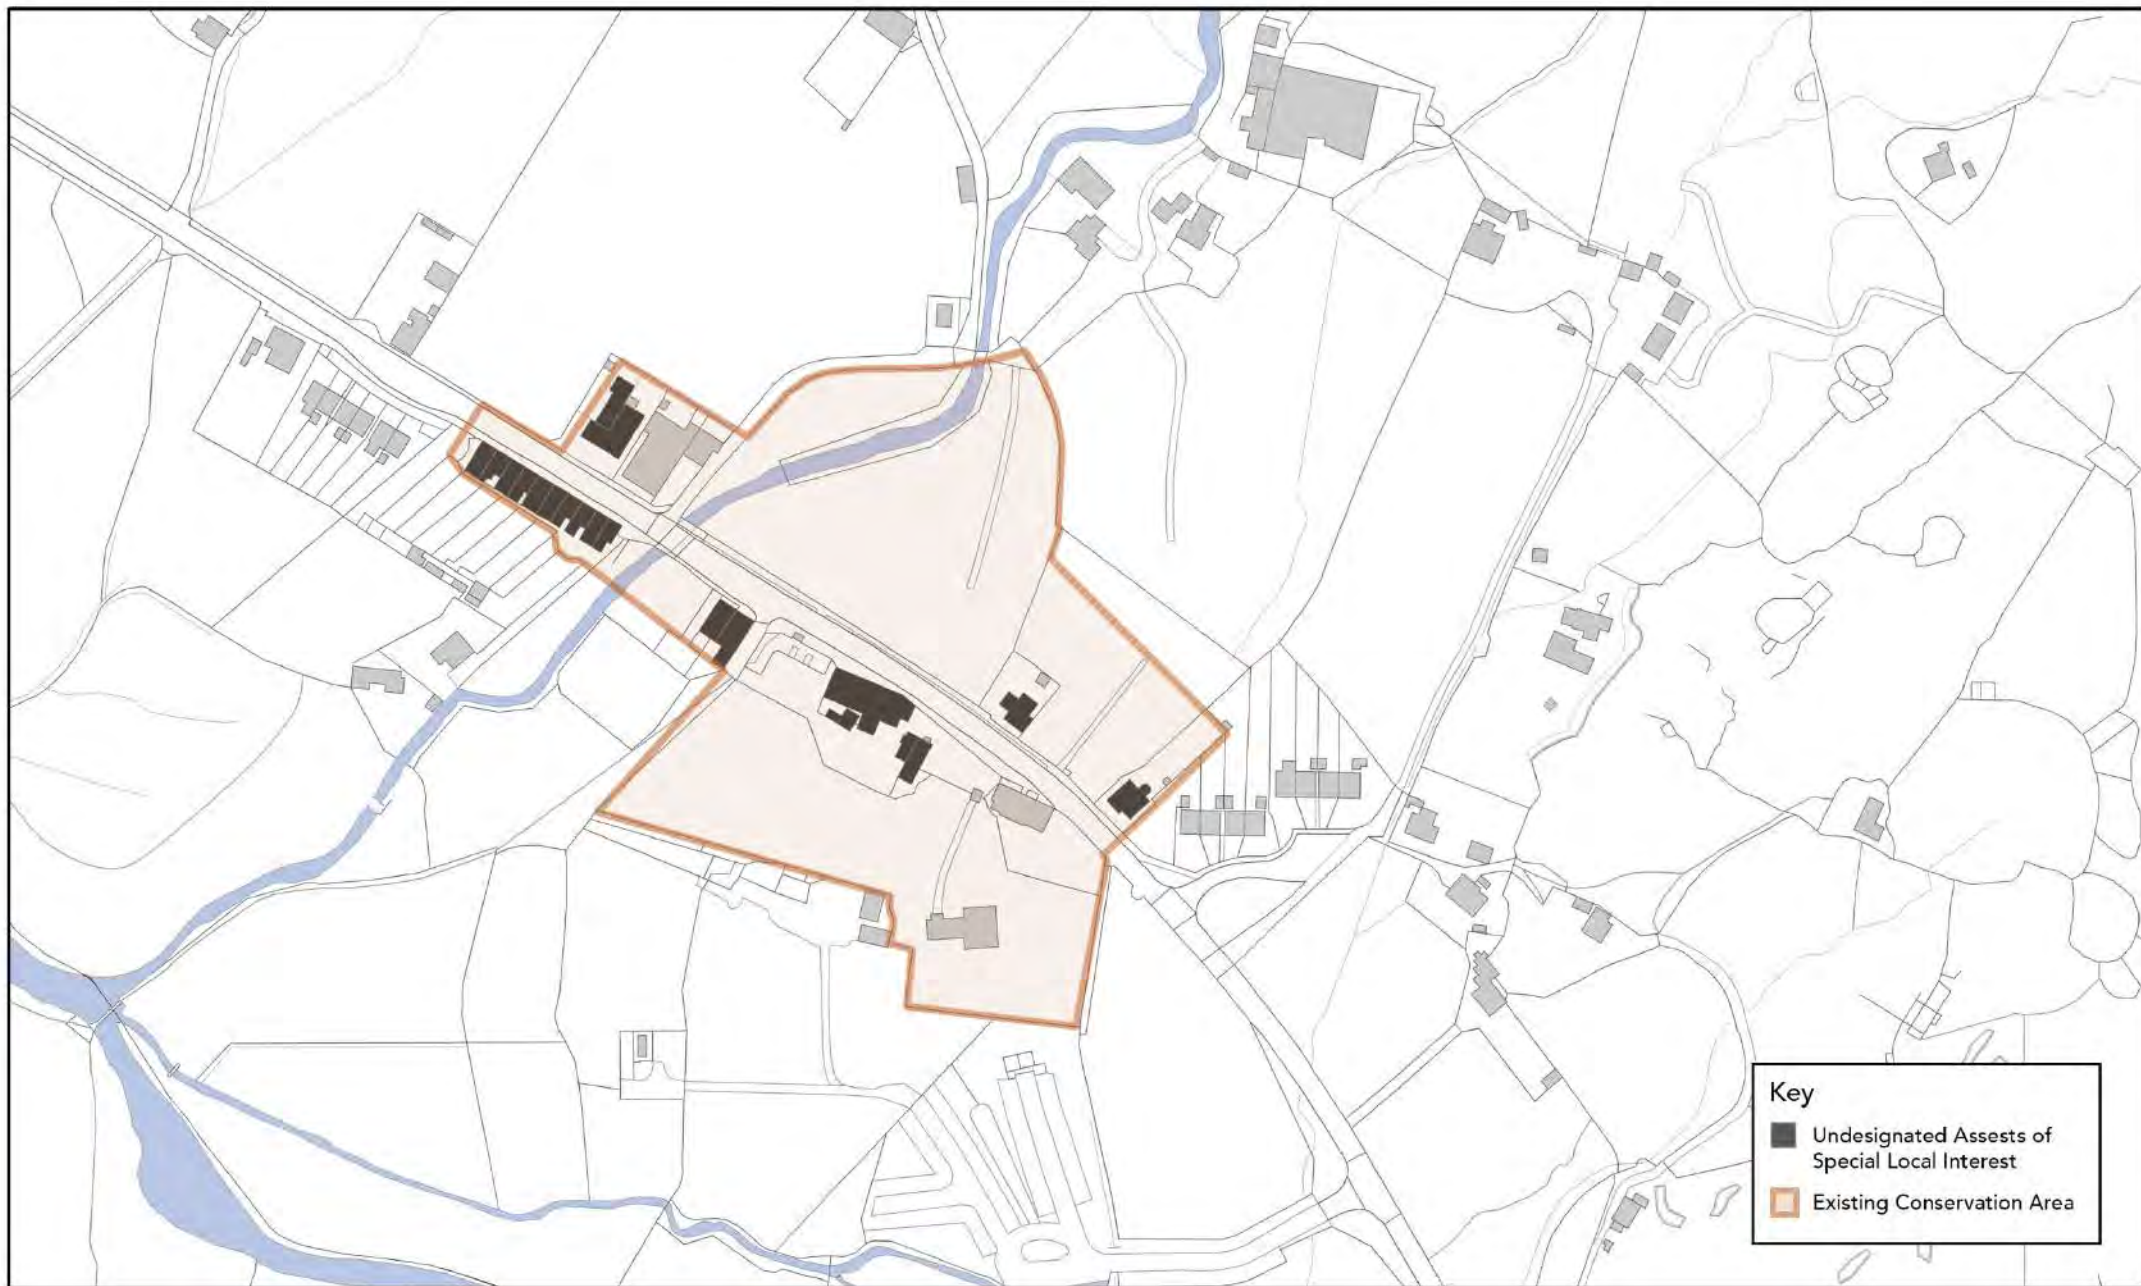 Key
Undesignated Assests of
Special Local Interest
Existing Conservation Area